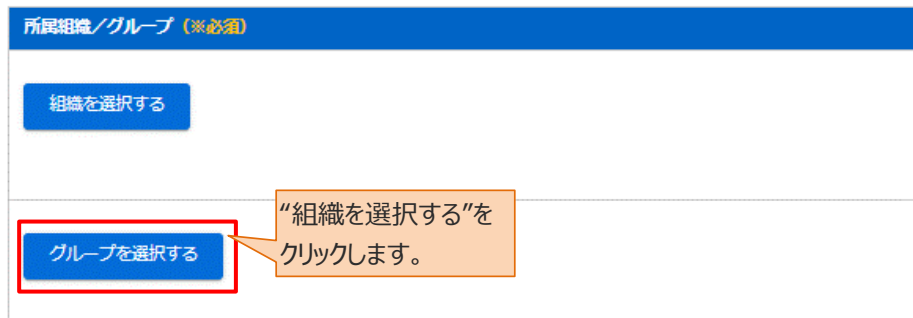 所属組織／グループ（※必須）
組織を選択する
“組織を選択する”を
クリックします。
グループを選択する